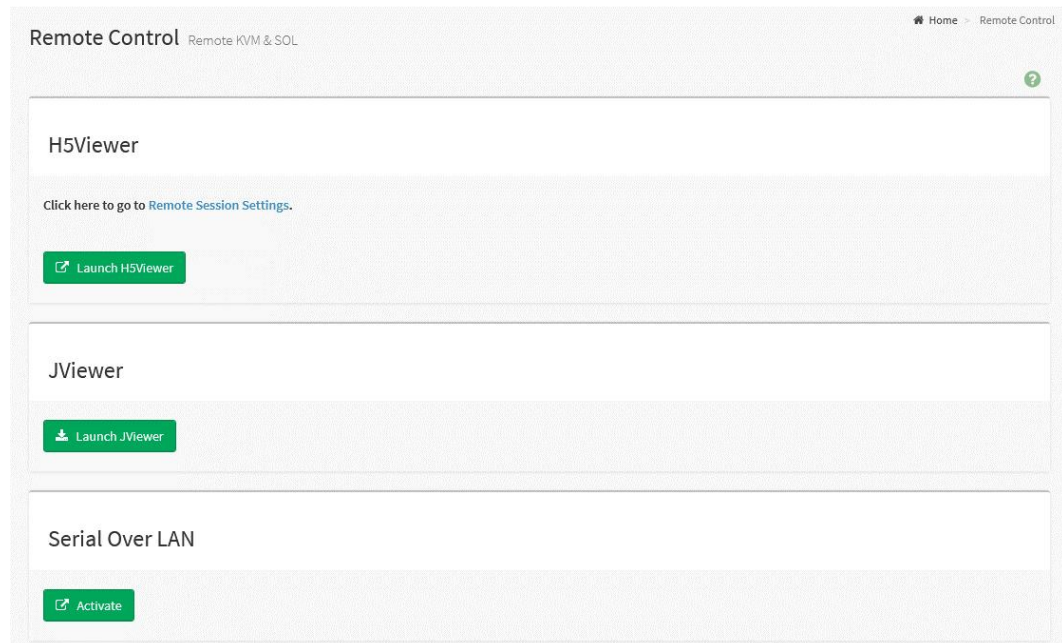 Home > Remote Control
Remote Control Remote KVM & SOL
?
H5Viewer
Click here to go to Remote Session Settings.
Launch H5Viewer
JViewer
Launch JViewer
Serial Over LAN
Activate